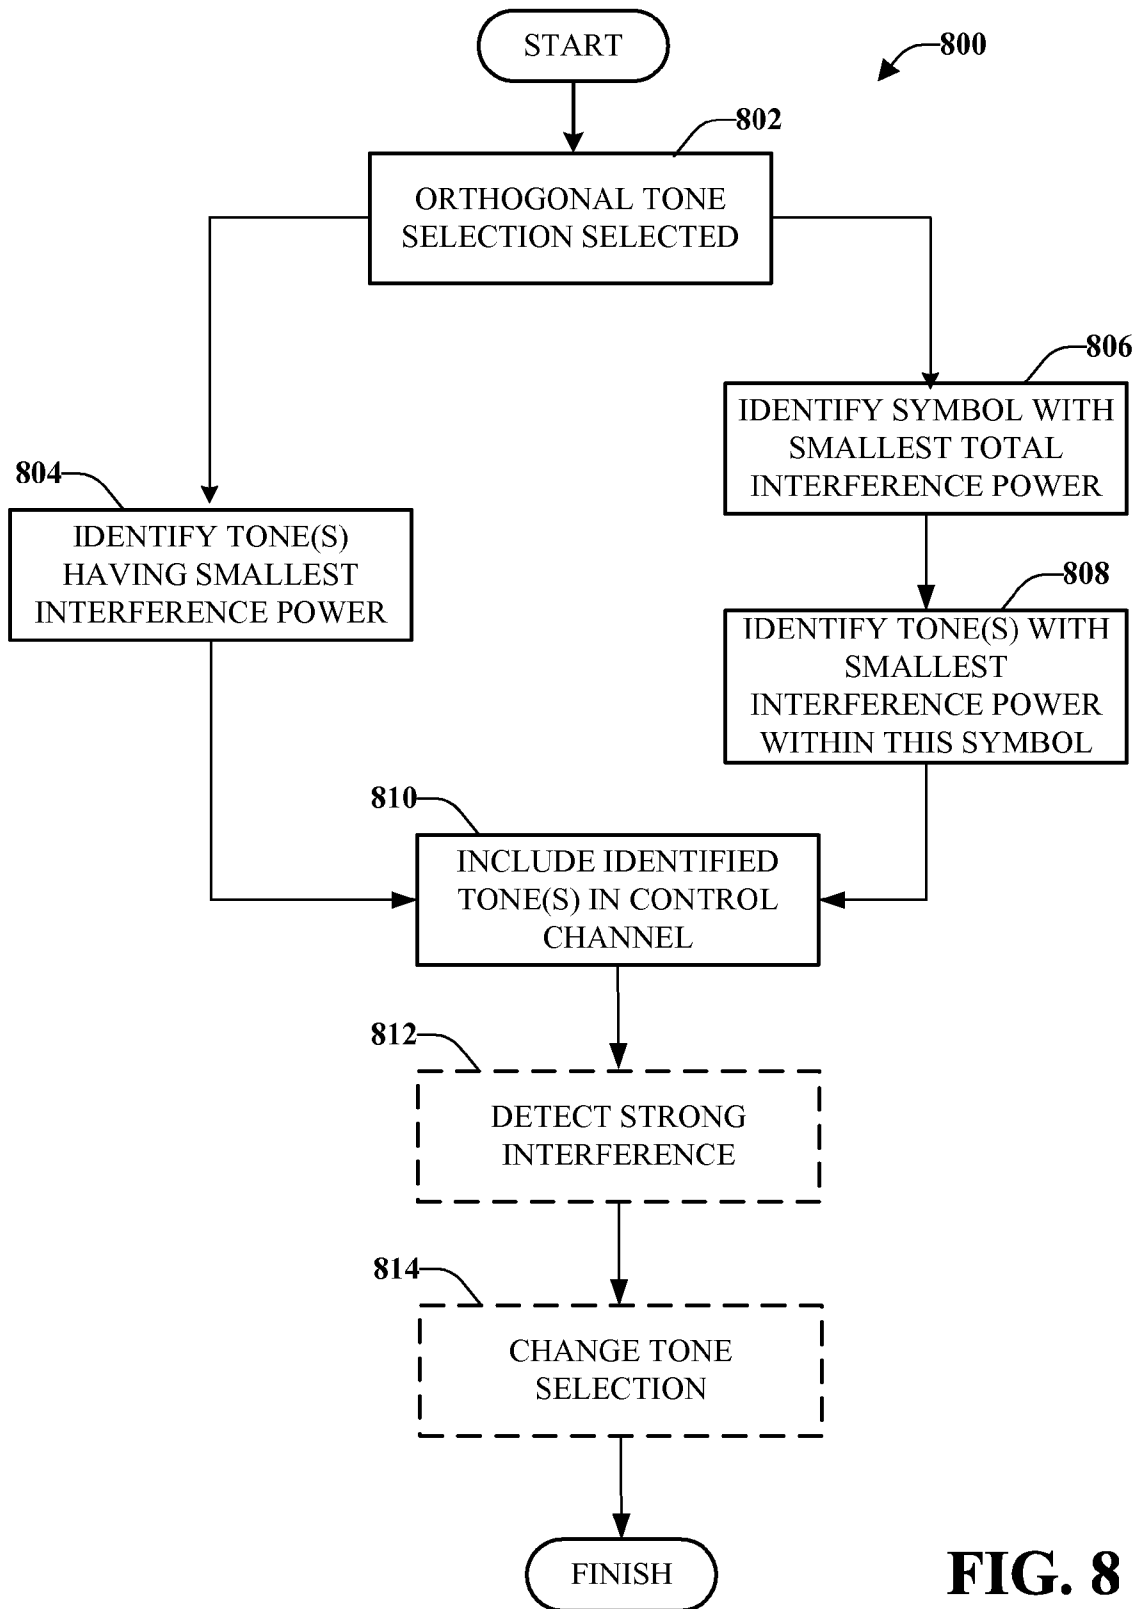 START
800
802
ORTHOGONAL TONE
SELECTION SELECTED
806
IDENTIFY SYMBOL WITH
SMALLEST TOTAL
INTERFERENCE POWER
804
IDENTIFY TONE(S)
HAVING SMALLEST
INTERFERENCE POWER
808
IDENTIFY TONE(S) WITH
SMALLEST
INTERFERENCE POWER
WITHIN THIS SYMBOL
810
INCLUDE IDENTIFIED
TONE(S) IN CONTROL
CHANNEL
812
DETECT STRONG
INTERFERENCE
814
CHANGE TONE
SELECTION
FINISH
FIG. 8